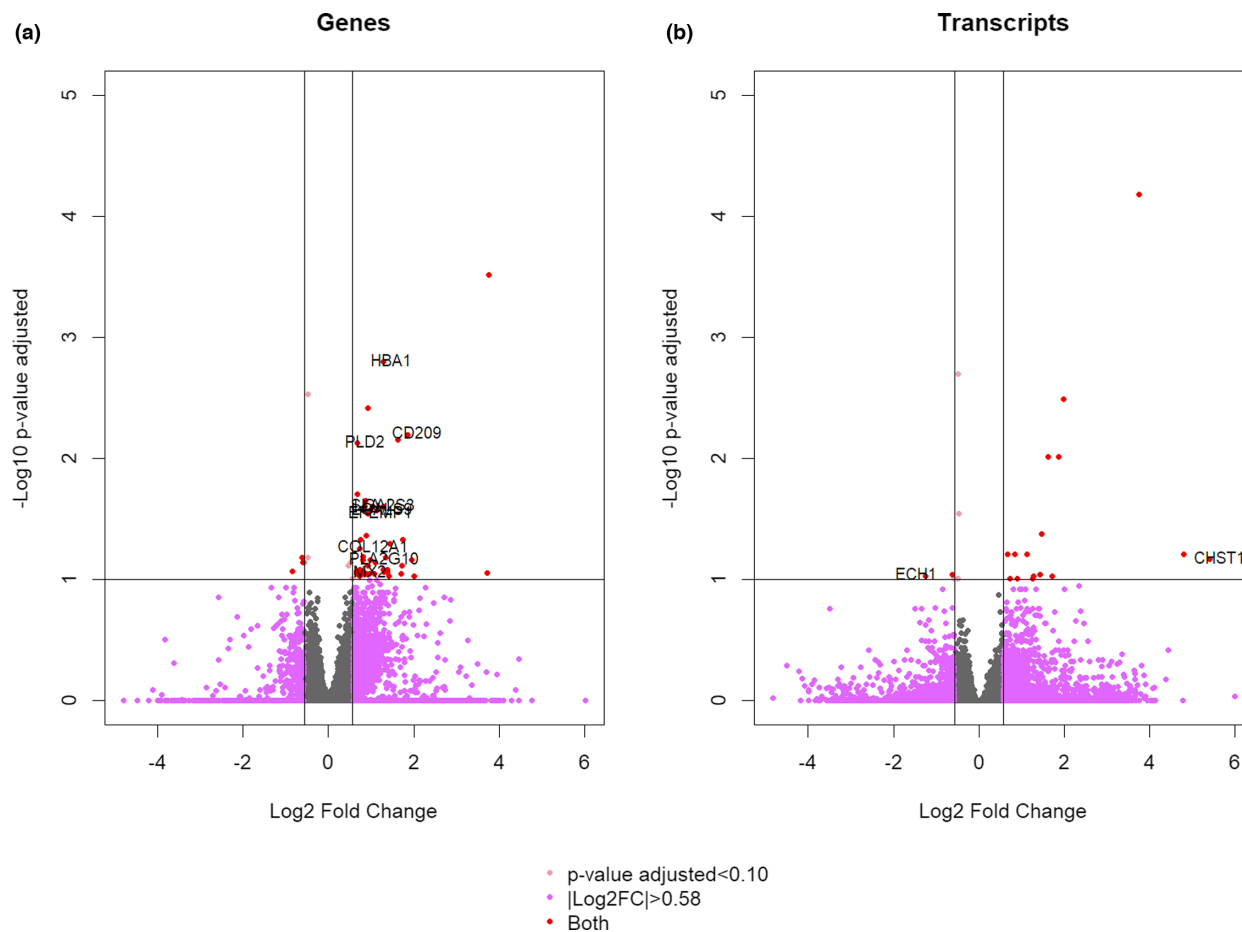 (a)
Genes
-Log10 p-value adjusted
5
4
3
2
1
0
HBA1
CD209
PLD2
EFEMP1
COL12A1
PLA2G10
MX2
-4 -2 0 2 4 6
Log2 Fold Change
(b)
Transcripts
-Log10 p-value adjusted
5
4
3
2
1
0
CHST1
ECH1
-4 -2 0 2 4 6
Log2 Fold Change
p-value adjusted<0.10
|Log2FC|>0.58
Both